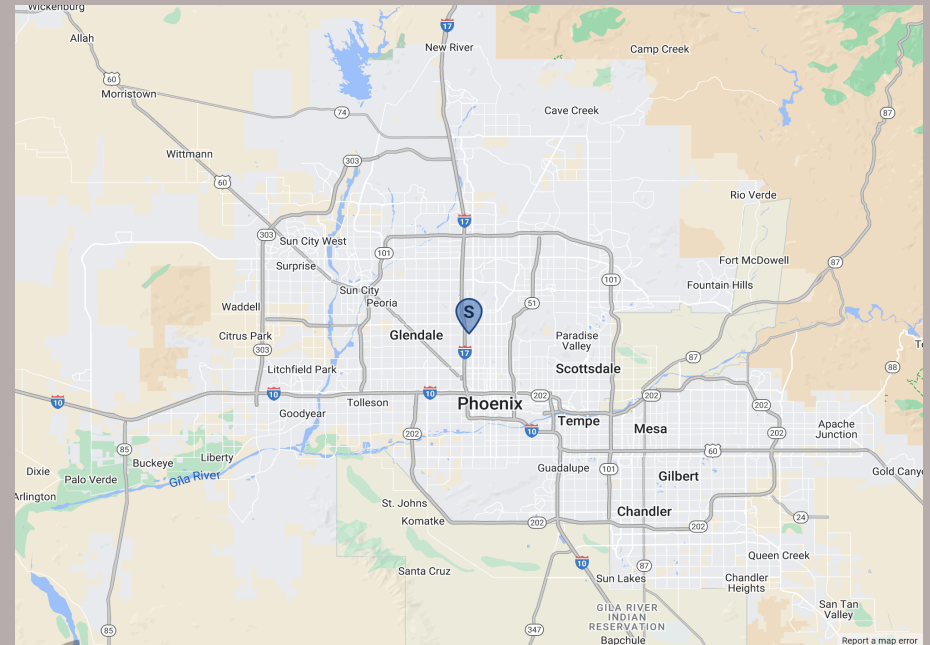 Wickenburg
Allah
17
New River
Camp Creek
60
Morristown
74
Cave Creek
87
Wittmann
303
60
Rio Verde
17
303
Sun City West
101
Fort McDowell
87
Surprise
101
Fountain Hills
Sun City
Peoria
51
Waddell
S
Citrus Park
Glendale
Paradise
Valley
303
17
87
Litchfield Park
Scottsdale
88
10
10
10
Tolleson
202
202
Phoenix
202
Goodyear
Tempe
Mesa
10
202
202
Apache
Junction
85
60
Liberty
Buckeye
Guadalupe
101
Dixie
Palo Verde
Gila River
Gilbert
Arlington
St. Johns
Chandler
Komatke
202
202
24
Queen Creek
10
87
Santa Cruz
Sun Lakes
Chandler
Heights
GILA RIVER
INDIAN
RESERVATION
San Tan
Valley
85
347
Bapchule
Report a map error